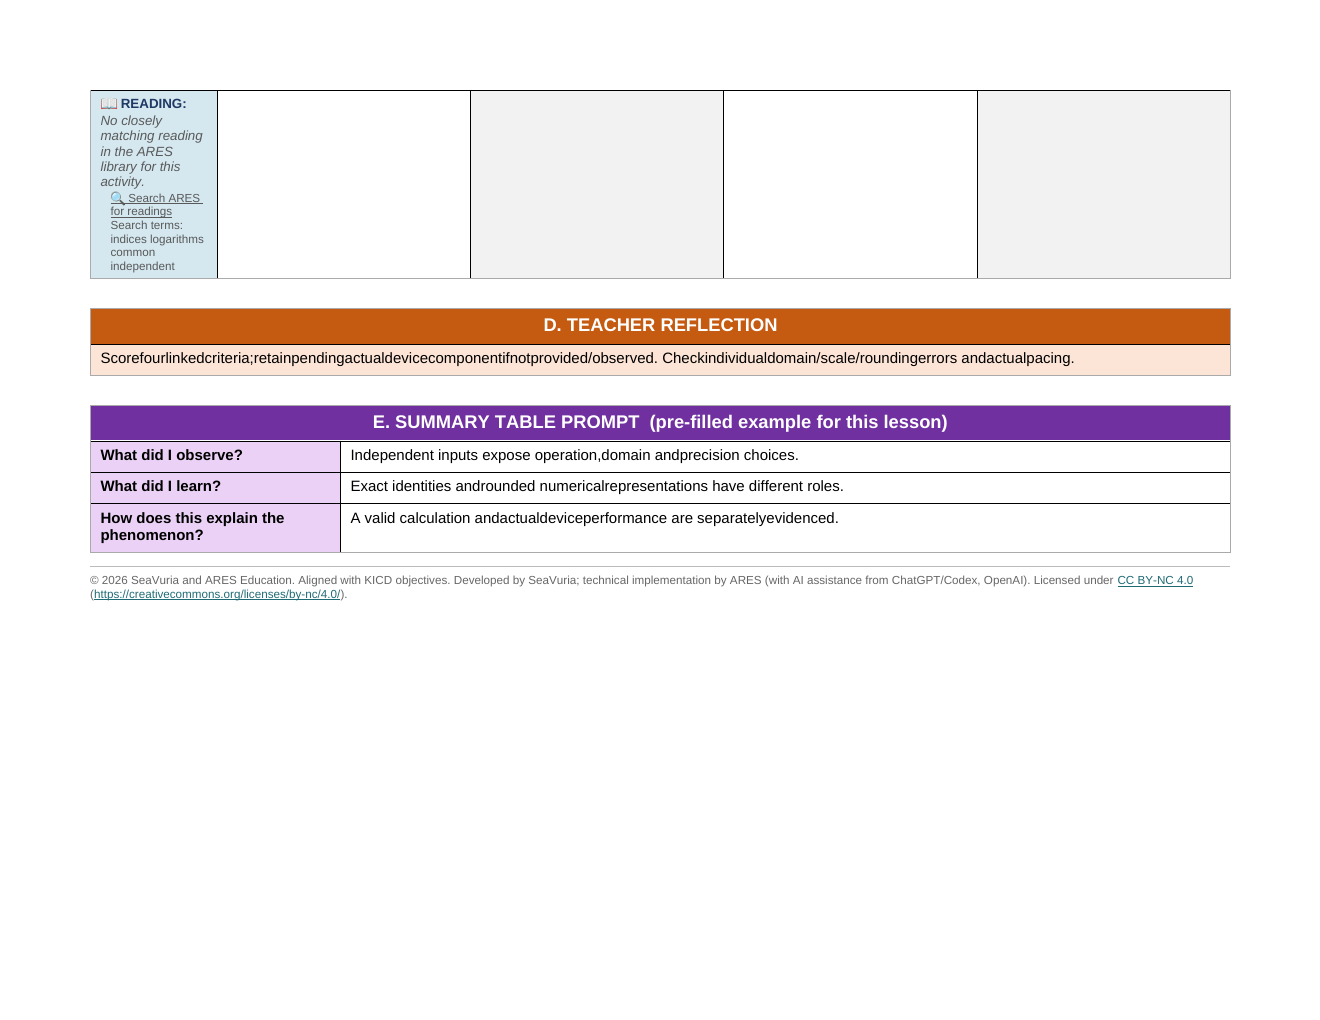 📖 READING:
No closely
matching reading
in the ARES
library for this
activity.
🔍 Search ARES
for readings
Search terms:
indices logarithms
common
independent
D. TEACHER REFLECTION
Scorefourlinkedcriteria;retainpendingactualdevicecomponentifnotprovided/observed. Checkindividualdomain/scale/roundingerrors andactualpacing.
E. SUMMARY TABLE PROMPT (pre-filled example for this lesson)
What did I observe? Independent inputs expose operation,domain andprecision choices.
What did I learn? Exact identities androunded numericalrepresentations have different roles.
How does this explain the A valid calculation andactualdeviceperformance are separatelyevidenced.
phenomenon?
© 2026 SeaVuria and ARES Education. Aligned with KICD objectives. Developed by SeaVuria; technical implementation by ARES (with AI assistance from ChatGPT/Codex, OpenAI). Licensed under CC BY-NC 4.0
(https://creativecommons.org/licenses/by-nc/4.0/).